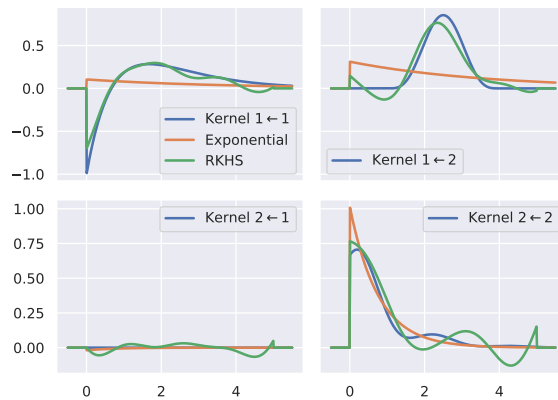 0.5
0.0
−0.5
−1.0
Kernel 1←1
Exponential
RKHS
Kernel 1←2
1.00
0.75
0.50
0.25
0.00
Kernel 2←1
Kernel 2←2
0 2 4
0 2 4